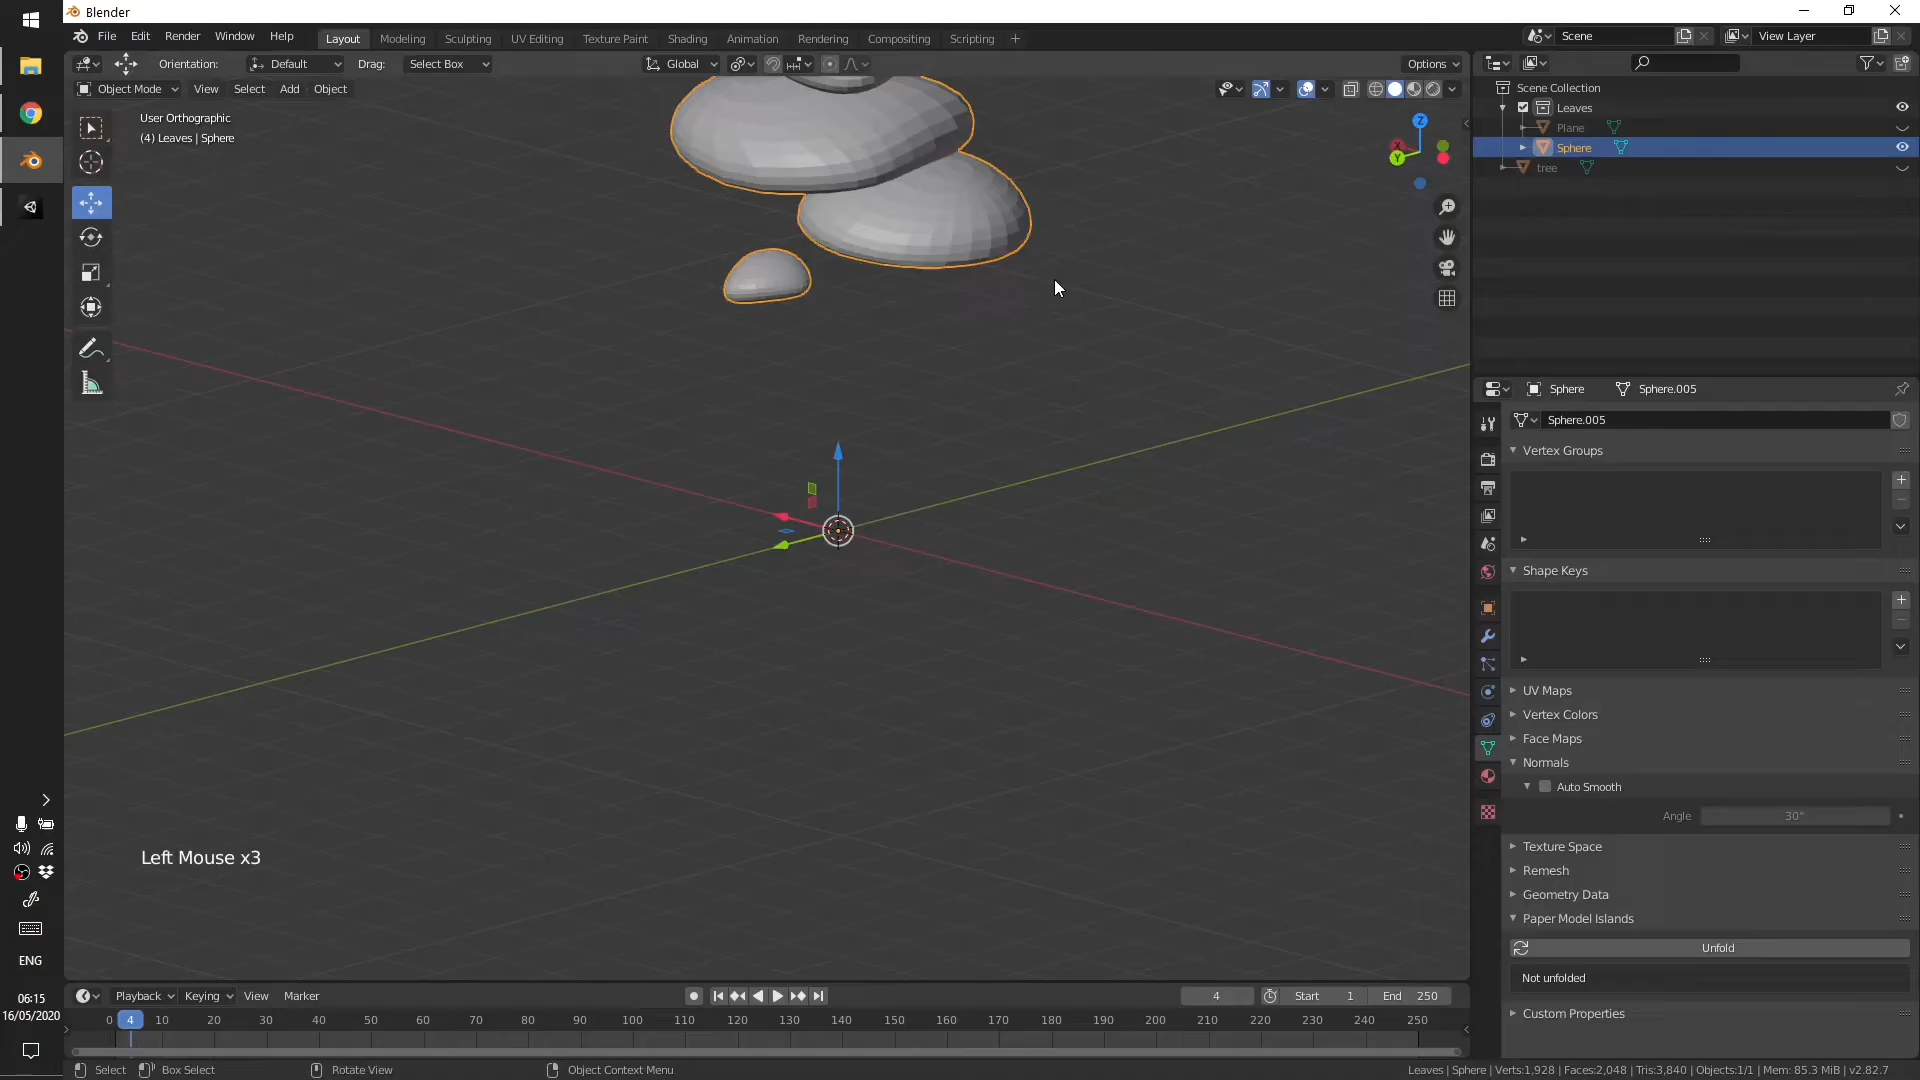 Blender
File Edit Render Window Help Layout Modeling Sculpting UV Editing Texture Paint Shading Animation Rendering Compositing Scripting + Scene View Layer
Orientation: Default Drag: Select Box Global Options
Object Mode View Select Add Object
User Orthographic
(4) Leaves | Sphere
Z
X
Y
Scene Collection
Leaves
Plane
Sphere
tree
Sphere Sphere.005
Sphere.005
Vertex Groups
Shape Keys
UV Maps
Vertex Colors
Face Maps
Normals
Auto Smooth
Angle 30°
Texture Space
Remesh
Geometry Data
Paper Model Islands
Unfold
Not unfolded
Custom Properties
Left Mouse x3
ENG
06:15
16/05/2020
Playback Keying View Marker 4 Start 1 End 250
0 4 10 20 30 40 50 60 70 80 90 100 110 120 130 140 150 160 170 180 190 200 210 220 230 240 250
Select Box Select Rotate View Object Context Menu Leaves | Sphere | Verts:1,928 | Faces:2,048 | Tris:3,840 | Objects:1/1 | Mem: 85.3 MiB | v2.82.7